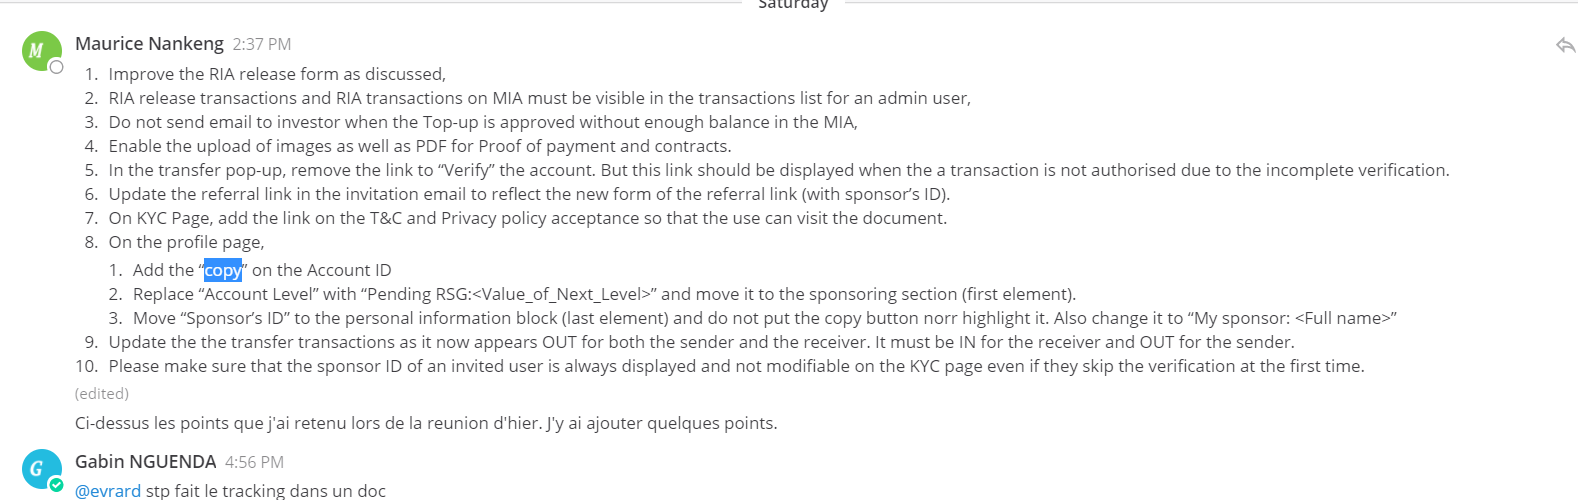 Saturday
Maurice Nankeng 2:37 PM
1. Improve the RIA release form as discussed,
2. RIA release transactions and RIA transactions on MIA must be visible in the transactions list for an admin user,
3. Do not send email to investor when the Top-up is approved without enough balance in the MIA,
4. Enable the upload of images as well as PDF for Proof of payment and contracts.
5. In the transfer pop-up, remove the link to “Verify” the account. But this link should be displayed when the a transaction is not authorised due to the incomplete verification.
6. Update the referral link in the invitation email to reflect the new form of the referral link (with sponsor’s ID).
7. On KYC Page, add the link on the T&C and Privacy policy acceptance so that the use can visit the document.
8. On the profile page,
1. Add the “copy” on the Account ID
2. Replace “Account Level” with “Pending RSG:<Value_of_Next_Level>” and move it to the sponsoring section (first element).
3. Move “Sponsor’s ID” to the personal information block (last element) and do not put the copy button norr highlight it. Also change it to “My sponsor: <Full name>”
9. Update the the transfer transactions as it now appears OUT for both the sender and the receiver. It must be IN for the receiver and OUT for the sender.
10. Please make sure that the sponsor ID of an invited user is always displayed and not modifiable on the KYC page even if they skip the verification at the first time.
(edited)
Ci-dessus les points que j'ai retenu lors de la reunion d'hier. J'y ai ajouter quelques points.
Gabin NGUENDA 4:56 PM
@evrard stp fait le tracking dans un doc